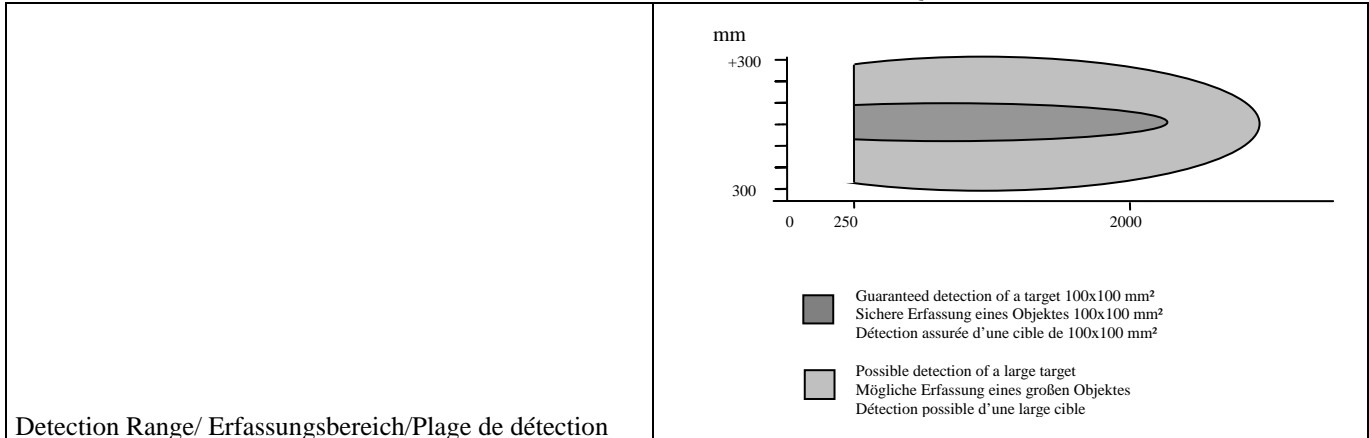 mm
+300
300
0 250 2000
Guaranteed detection of a target 100x100 mm²
Sichere Erfassung eines Objektes 100x100 mm²
Détection assurée d’une cible de 100x100 mm²
Possible detection of a large target
Mögliche Erfassung eines großen Objektes
Détection possible d’une large cible
Detection Range/ Erfassungsbereich/Plage de détection